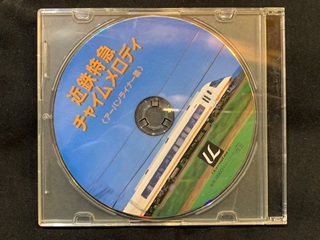 近鉄特急
チャイムメロディ
（アーバンライナー篇）